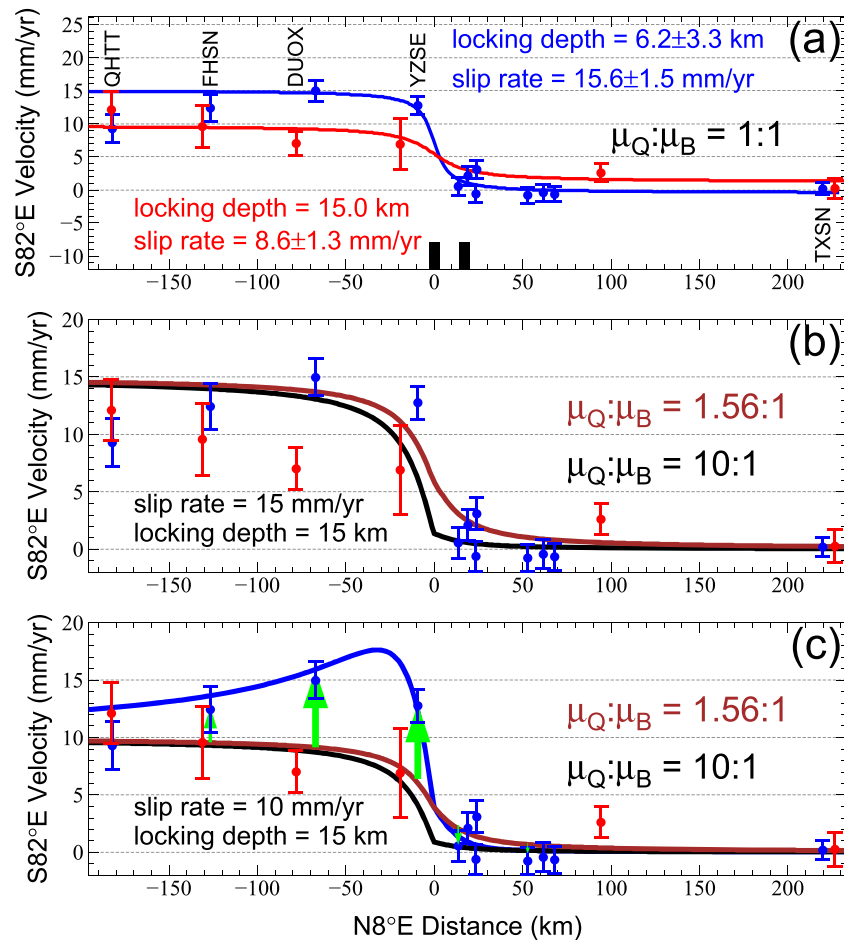 (a)
locking depth = 6.2±3.3 km
slip rate = 15.6±1.5 mm/yr
QHTT
FHSN
DUOX
YZSE
TXSN
μQ:μB = 1:1
locking depth = 15.0 km
slip rate = 8.6±1.3 mm/yr
S82°E Velocity (mm/yr)
25
20
15
10
5
0
−5
−10
−150 −100 −50 0 50 100 150 200
(b)
μQ:μB = 1.56:1
μQ:μB = 10:1
slip rate = 15 mm/yr
locking depth = 15 km
S82°E Velocity (mm/yr)
20
15
10
5
0
−150 −100 −50 0 50 100 150 200
(c)
μQ:μB = 1.56:1
μQ:μB = 10:1
slip rate = 10 mm/yr
locking depth = 15 km
S82°E Velocity (mm/yr)
20
15
10
5
0
−150 −100 −50 0 50 100 150 200
N8°E Distance (km)